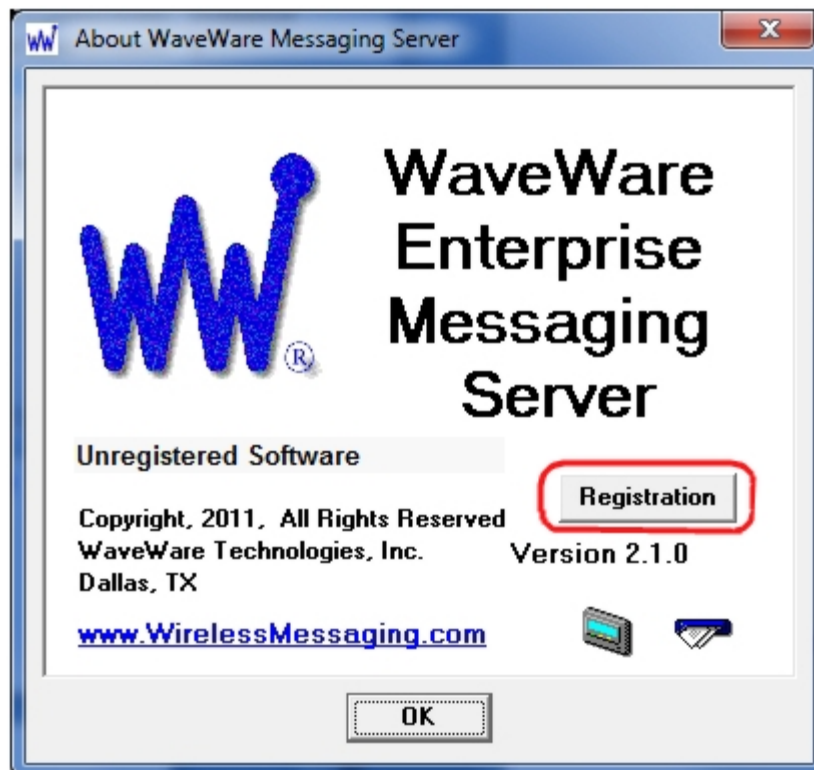 About WaveWare Messaging Server
WaveWare
Enterprise
Messaging
Server
WW®
Unregistered Software
Registration
Copyright, 2011, All Rights Reserved
WaveWare Technologies, Inc.
Version 2.1.0
Dallas, TX
www.WirelessMessaging.com
OK